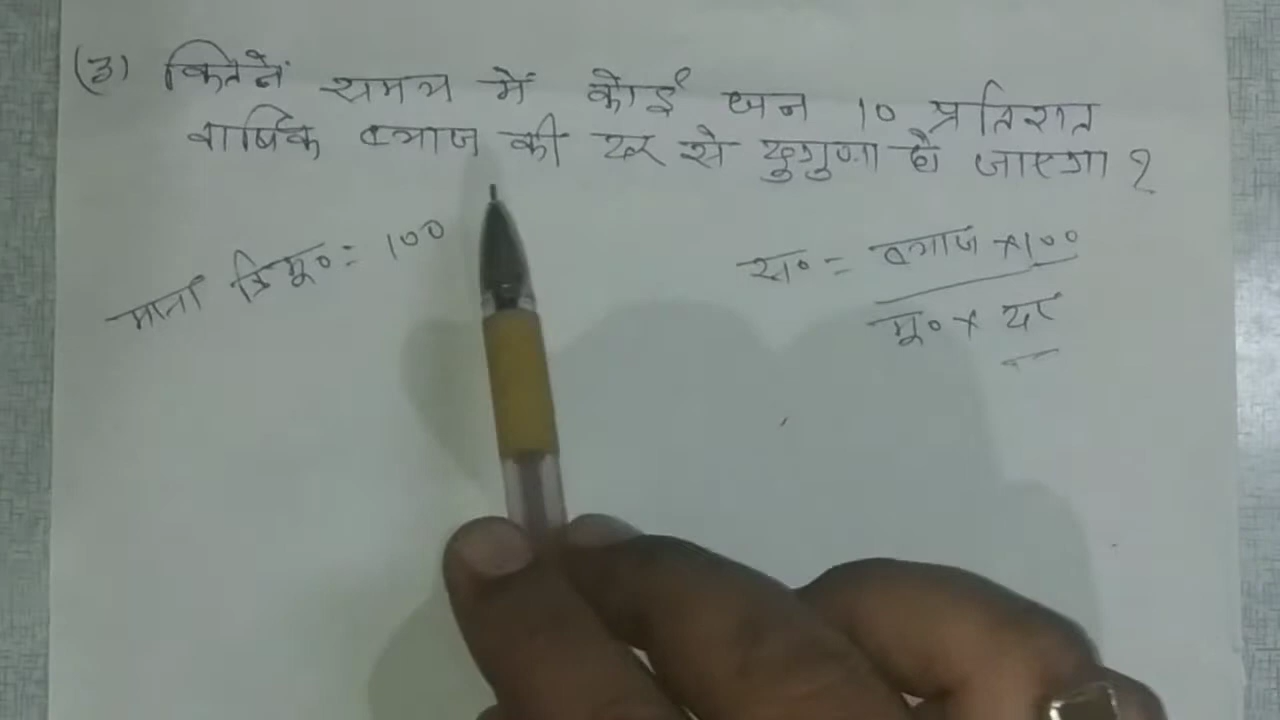 (3) कितनें समय में कोई धन 10 प्रतिशत
वार्षिक ब्याज की दर से दुगुणा हो जाएगा ?
माना कि मू० = 100
स० = ब्याज × 100
मू० × दर